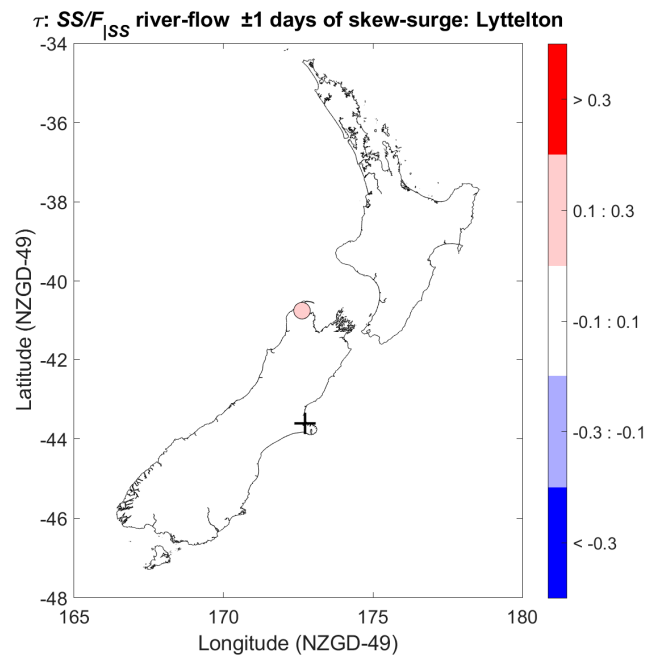 τ: SS/F|SS river-flow ±1 days of skew-surge: Lyttelton
-34
-36
-38
-40
-42
-44
-46
-48
165
170
175
180
Latitude (NZGD-49)
Longitude (NZGD-49)
> 0.3
0.1 : 0.3
-0.1 : 0.1
-0.3 : -0.1
< -0.3